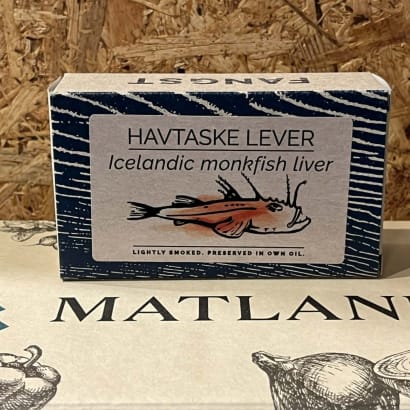 FANGST
HAVTASKE LEVER
Icelandic monkfish liver
LIGHTLY SMOKED. PRESERVED IN OWN OIL.
MATLAN